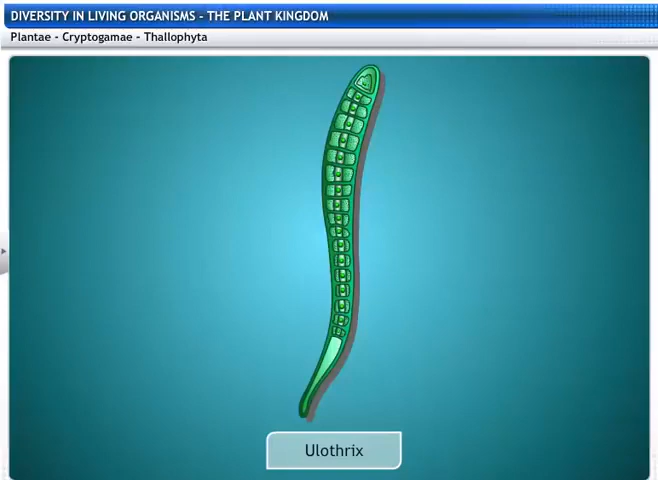 DIVERSITY IN LIVING ORGANISMS - THE PLANT KINGDOM
Plantae - Cryptogamae - Thallophyta
Ulothrix